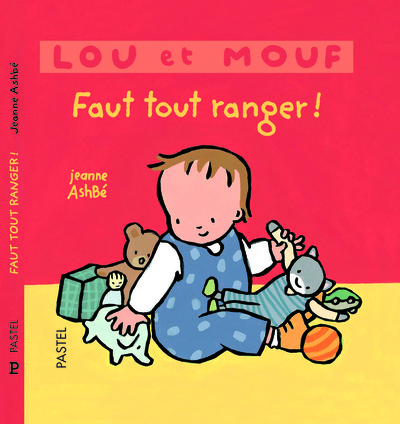 LOU et MOUF
Faut tout ranger !
jeanne
AshBé
PASTEL
Jeanne Ashbé
FAUT TOUT RANGER !
PASTEL